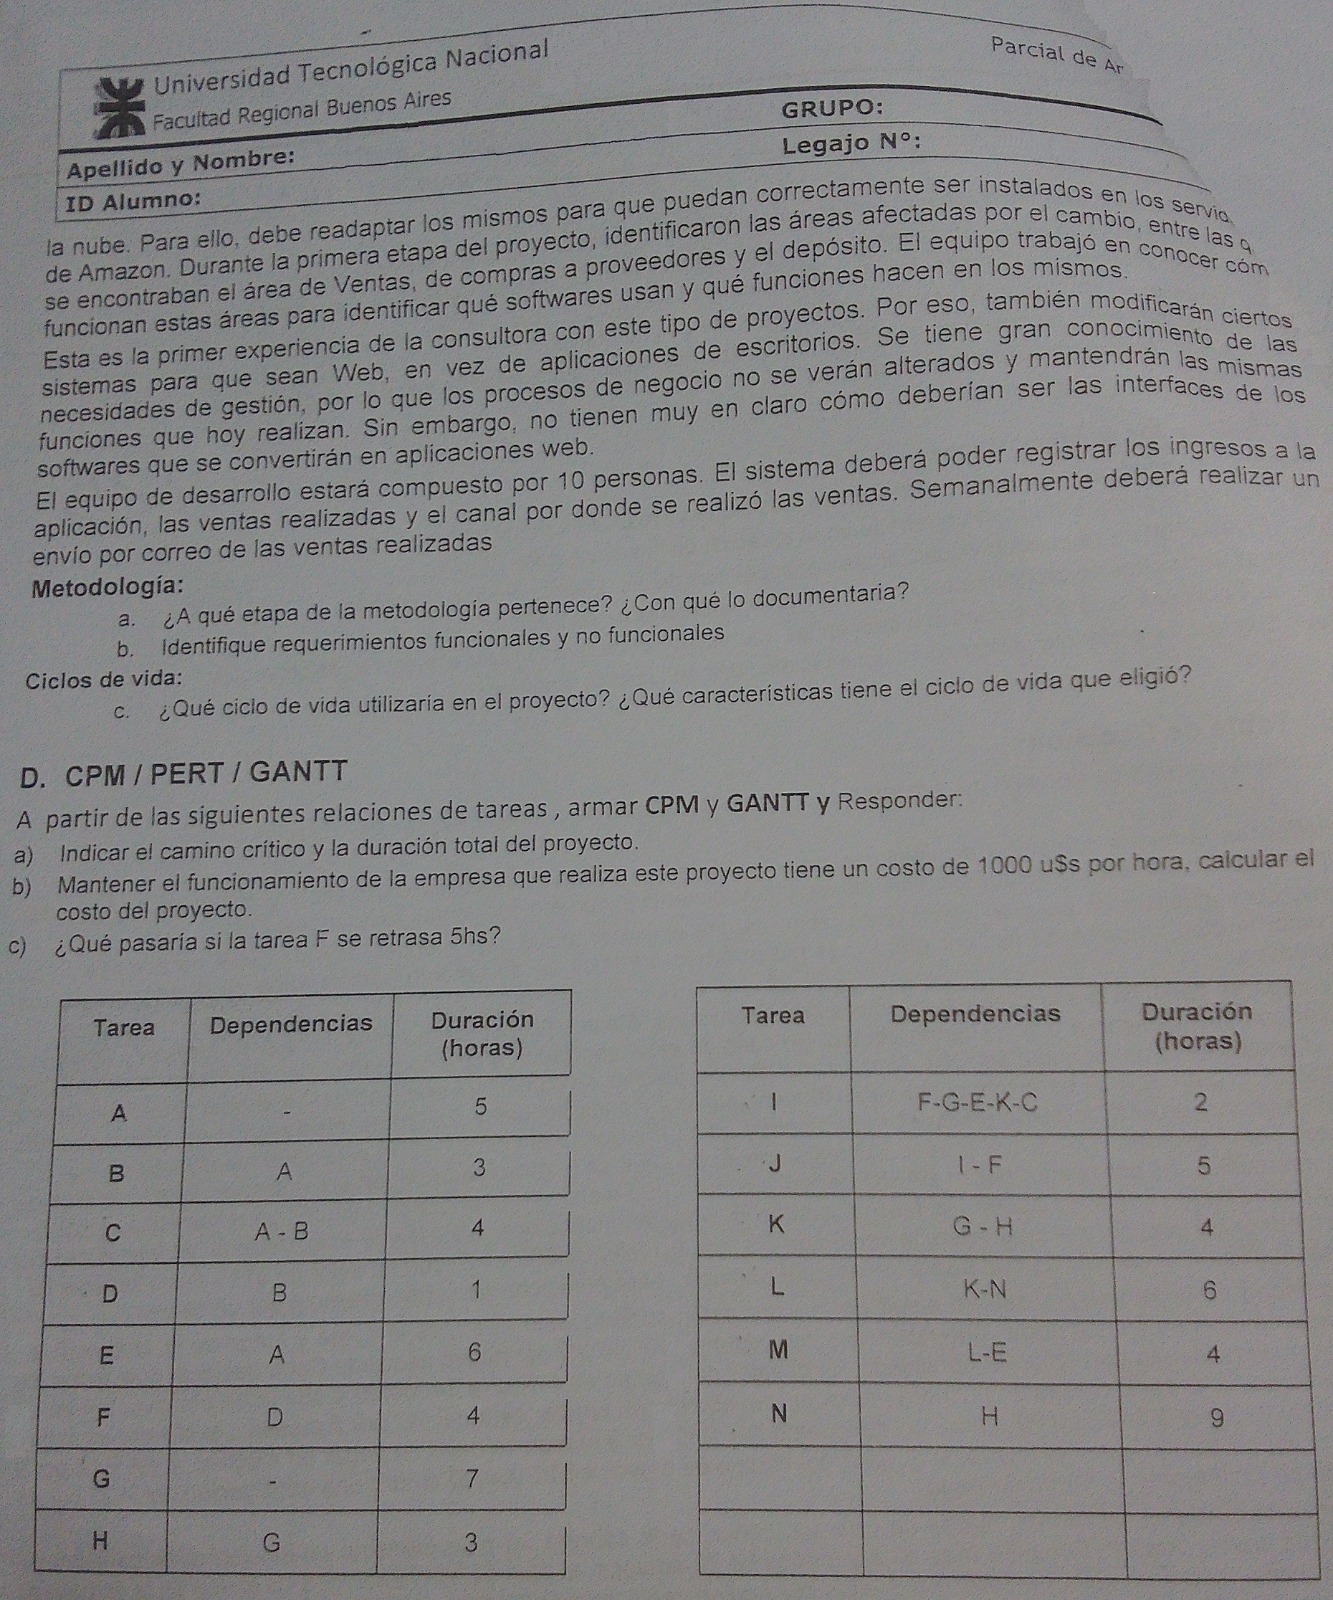 Universidad Tecnológica Nacional
Parcial de
Facultad Regional Buenos Aires
GRUPO:
Apellido y Nombre:
Legajo N°:
ID Alumno:
la nube. Para ello, debe readaptar los mismos para que puedan correctamente ser instalados en los
de Amazon. Durante la primera etapa del proyecto, identificaron las áreas afectadas por el cambio, entre las
se encontraban el área de Ventas, de compras a proveedores y el depósito. El equipo trabajó en conocer
funcionan estas áreas para identificar qué softwares usan y qué funciones hacen en los mismos.
Esta es la primer experiencia de la consultora con este tipo de proyectos. Por eso, también modificarán ciertos
sistemas para que sean Web, en vez de aplicaciones de escritorios. Se tiene gran conocimiento de las
necesidades de gestión, por lo que los procesos de negocio no se verán alterados y mantendrán las mismas
funciones que hoy realizan. Sin embargo, no tienen muy en claro cómo deberían ser las interfaces de los
softwares que se convertirán en aplicaciones web.
El equipo de desarrollo estará compuesto por 10 personas. El sistema deberá poder registrar los ingresos a la
aplicación, las ventas realizadas y el canal por donde se realizó las ventas. Semanalmente deberá realizar un
envío por correo de las ventas realizadas
Metodología:
a. ¿A qué etapa de la metodología pertenece? ¿Con qué lo documentaria?
b. Identifique requerimientos funcionales y no funcionales
Ciclos de vida:
c. ¿Qué ciclo de vida utilizaría en el proyecto? ¿Qué características tiene el ciclo de vida que eligió?
D. CPM / PERT / GANTT
A partir de las siguientes relaciones de tareas , armar CPM y GANTT y Responder:
a) Indicar el camino crítico y la duración total del proyecto.
b) Mantener el funcionamiento de la empresa que realiza este proyecto tiene un costo de 1000 u$s por hora, calcular el
costo del proyecto.
c) ¿Qué pasaría si la tarea F se retrasa 5hs?
Tarea Dependencias Duración
(horas)
A - 5
B A 3
C A - B 4
D B 1
E A 6
F D 4
G - 7
H G 3
Tarea Dependencias Duración
(horas)
I F-G-E-K-C 2
J I - F 5
K G - H 4
L K-N 6
M L-E 4
N H 9